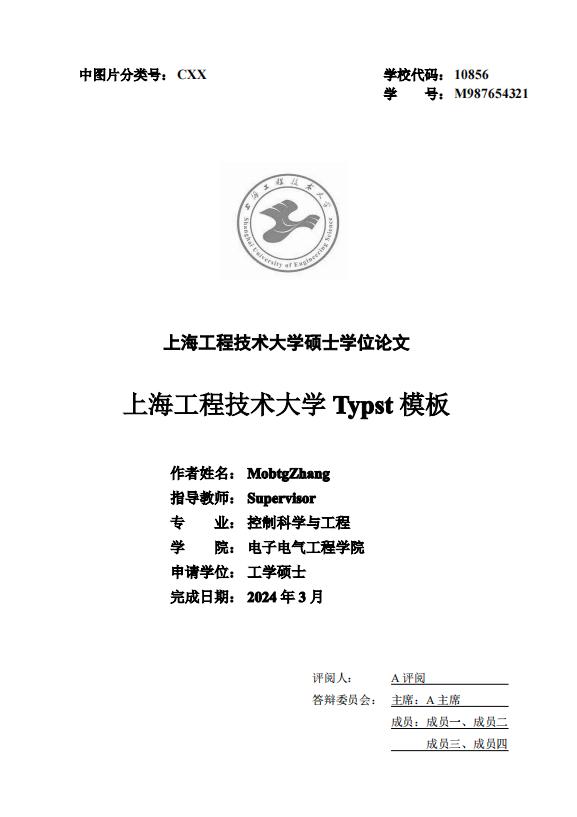 中图片分类号： CXX 学校代码： 10856
学 号： M987654321
上海工程技术大学
Shanghai University of Engineering Science
上海工程技术大学硕士学位论文
上海工程技术大学 Typst 模板
作者姓名： MobtgZhang
指导教师： Supervisor
专 业： 控制科学与工程
学 院： 电子电气工程学院
申请学位： 工学硕士
完成日期： 2024 年 3 月
评阅人： A 评阅
答辩委员会： 主席：A 主席
成员：成员一、成员二
成员三、成员四